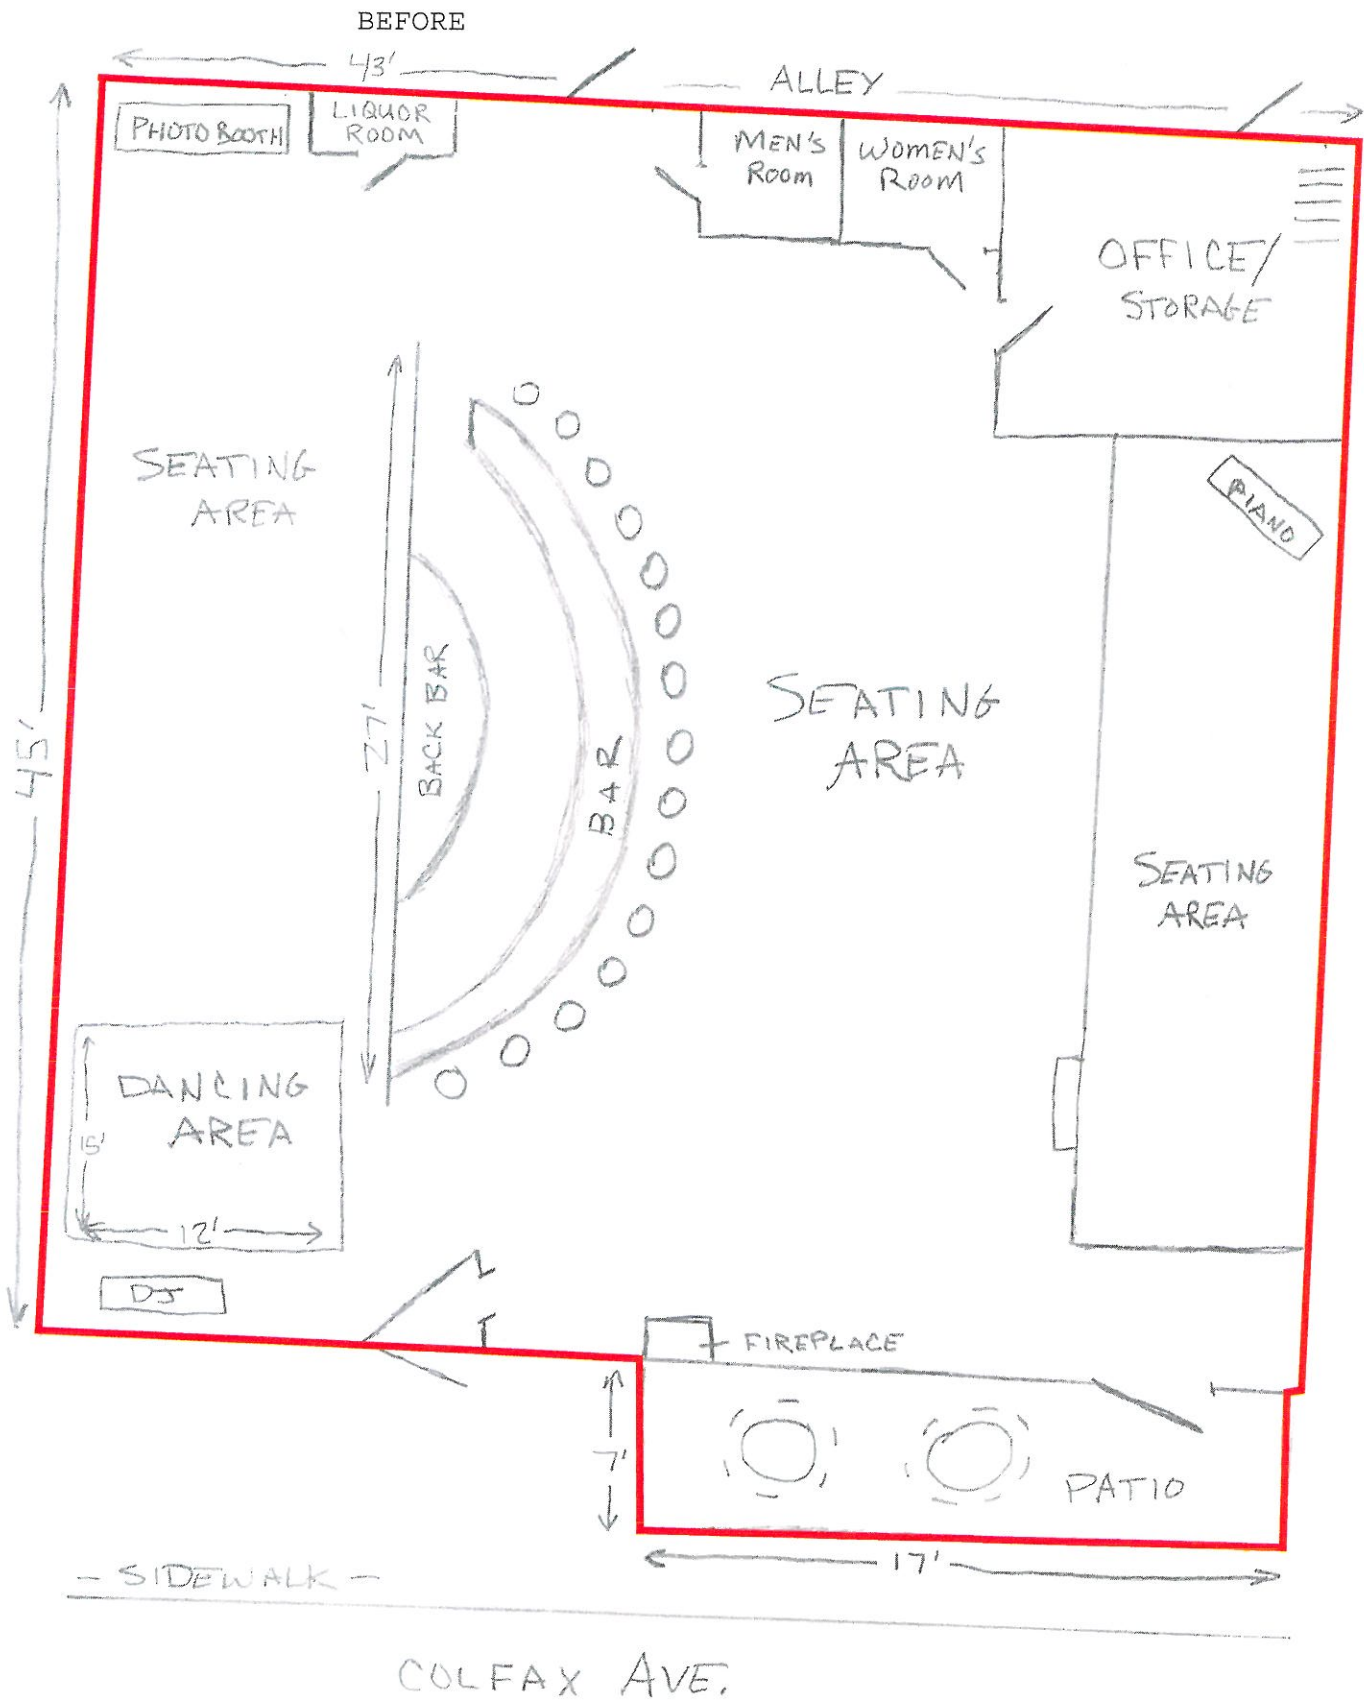 BEFORE
43'
ALLEY
PHOTO BOOTH
LIQUOR
ROOM
MEN'S
ROOM
WOMEN'S
ROOM
OFFICE/
STORAGE
SEATING
AREA
PIANO
45'
27'
BACK BAR
BAR
SEATING
AREA
SEATING
AREA
DANCING
AREA
15'
12'
DJ
FIREPLACE
7'
PATIO
17'
- SIDEWALK -
COLFAX AVE.